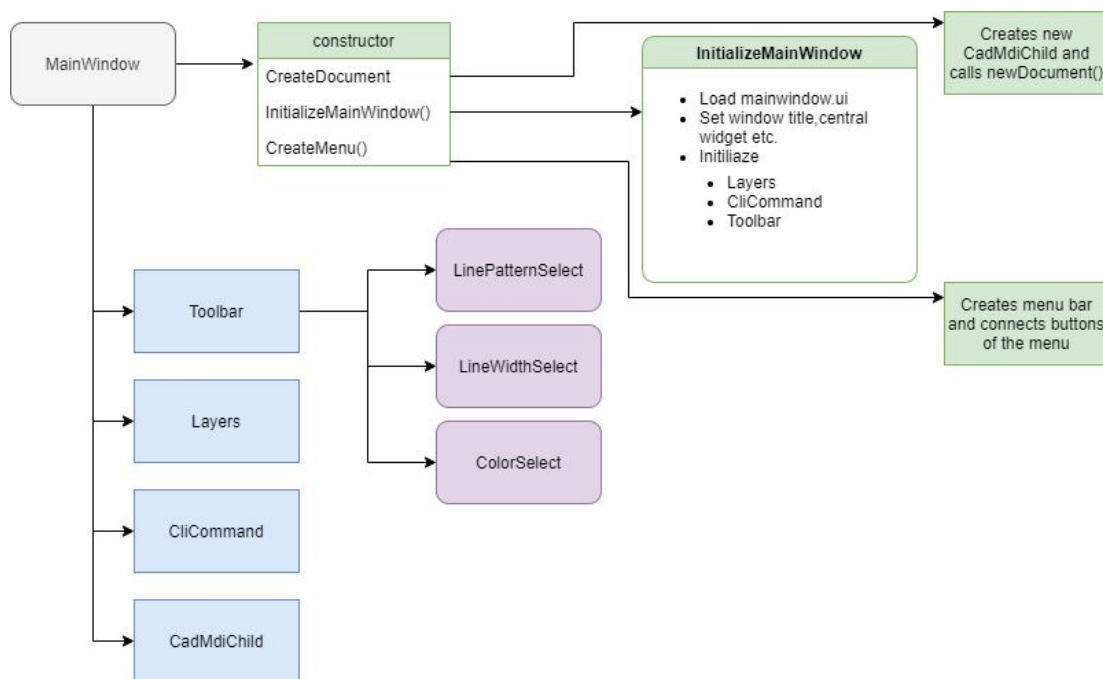 MainWindow
constructor
CreateDocument
InitializeMainWindow()
CreateMenu()
InitializeMainWindow
• Load mainwindow.ui
• Set window title,central
widget etc.
• Initiliaze
• Layers
• CliCommand
• Toolbar
Creates new
CadMdiChild and
calls newDocument()
Creates menu bar
and connects buttons
of the menu
Toolbar
Layers
CliCommand
CadMdiChild
LinePatternSelect
LineWidthSelect
ColorSelect